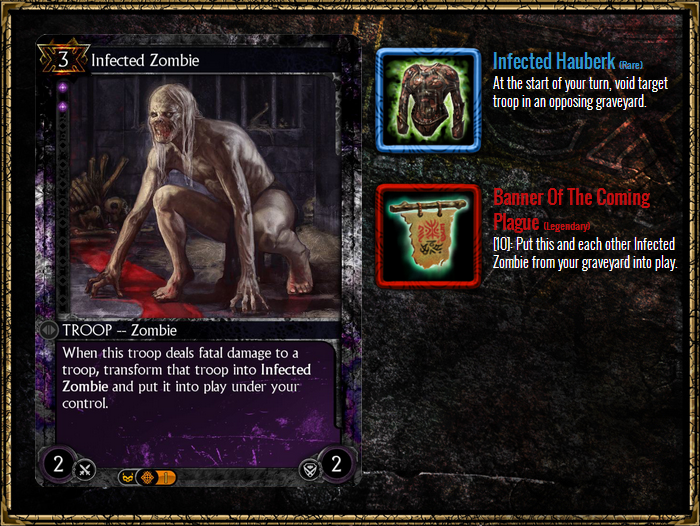 3
Infected Zombie
TROOP -- Zombie
When this troop deals fatal damage to a
troop, transform that troop into Infected
Zombie and put it into play under your
control.
2
2
Infected Hauberk (Rare)
At the start of your turn, void target
troop in an opposing graveyard.
Banner Of The Coming
Plague (Legendary)
[10]: Put this and each other Infected
Zombie from your graveyard into play.